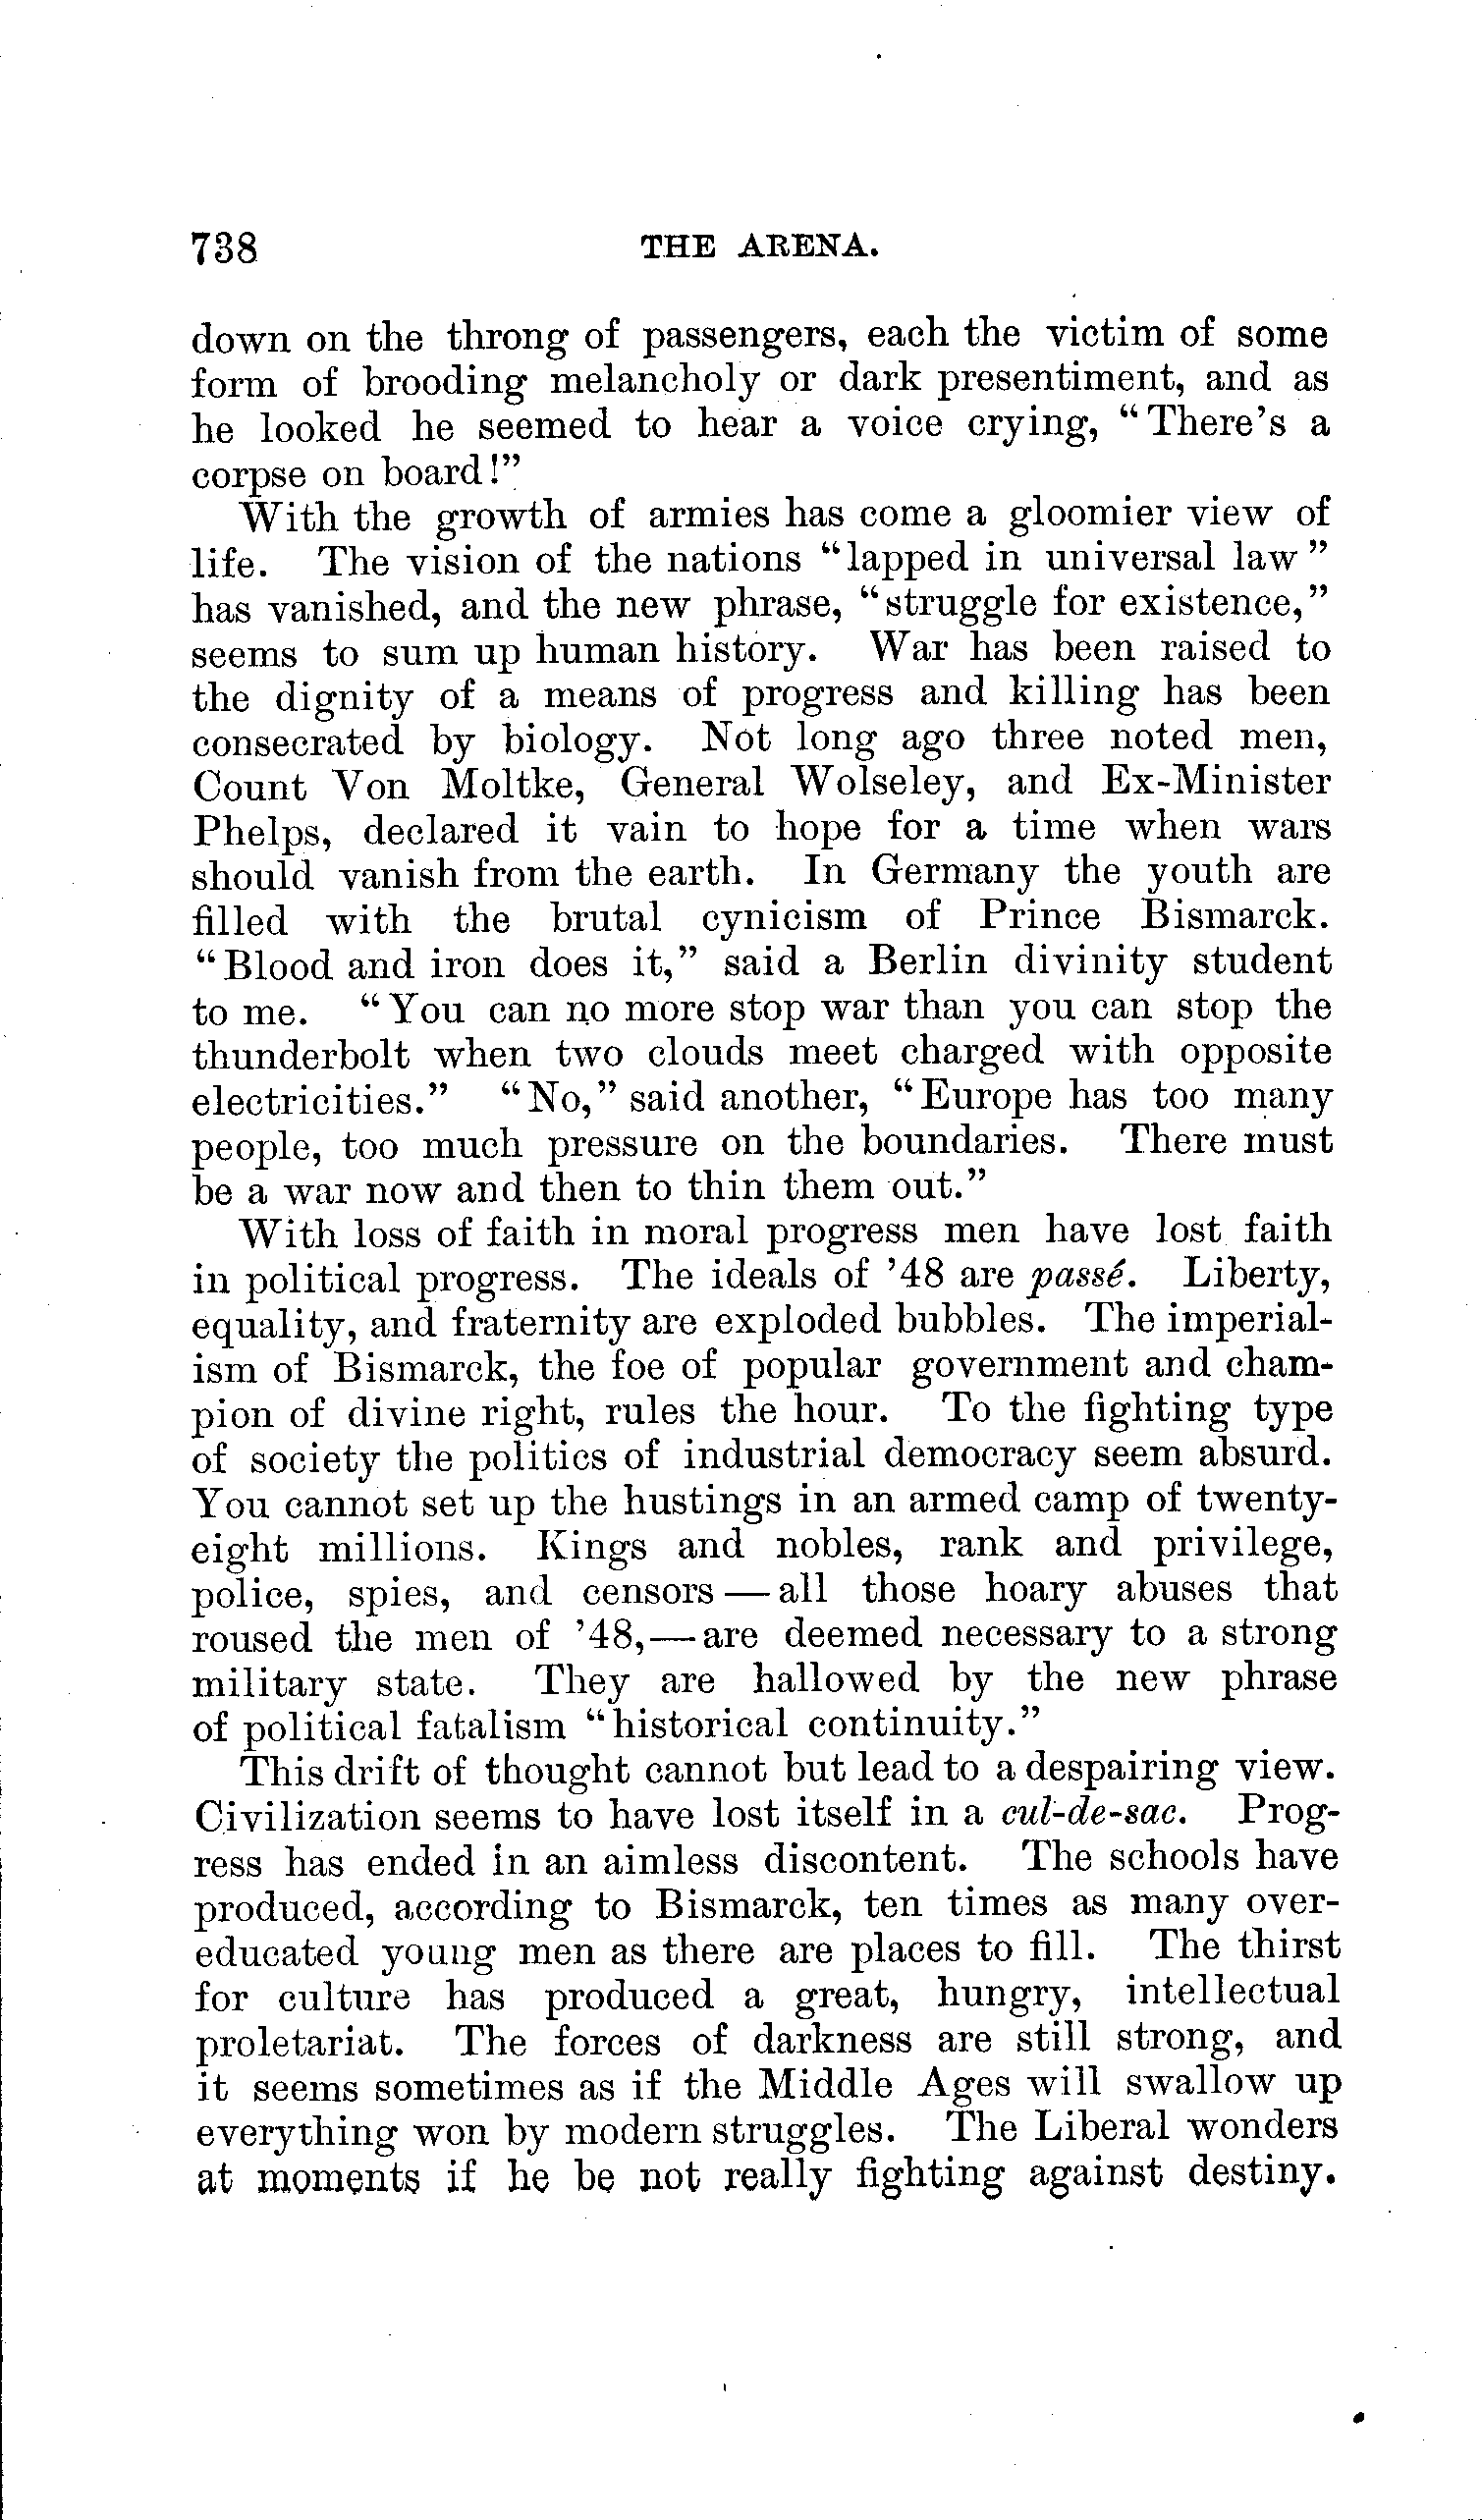 738 THE ARENA.
down on the throng of passengers, each the victim of some
form of brooding melancholy or dark presentiment, and as
he looked he seemed to hear a voice crying, "There's a
corpse on board!"
With the growth of armies has come a gloomier view of
life. The vision of the nations "lapped in universal law"
has vanished, and the new phrase, "struggle for existence,"
seems to sum up human history. War has been raised to
the dignity of a means of progress and killing has been
consecrated by biology. Not long ago three noted men,
Count Von Moltke, General Wolseley, and Ex-Minister
Phelps, declared it vain to hope for a time when wars
should vanish from the earth. In Germany the youth are
filled with the brutal cynicism of Prince Bismarck.
"Blood and iron does it," said a Berlin divinity student
to me. "You can no more stop war than you can stop the
thunderbolt when two clouds meet charged with opposite
electricities." "No," said another, "Europe has too many
people, too much pressure on the boundaries. There must
be a war now and then to thin them out."
With loss of faith in moral progress men have lost faith
in political progress. The ideals of '48 are passé. Liberty,
equality, and fraternity are exploded bubbles. The imperial-
ism of Bismarck, the foe of popular government and cham-
pion of divine right, rules the hour. To the fighting type
of society the politics of industrial democracy seem absurd.
You cannot set up the hustings in an armed camp of twenty-
eight millions. Kings and nobles, rank and privilege,
police, spies, and censors — all those hoary abuses that
roused the men of '48,— are deemed necessary to a strong
military state. They are hallowed by the new phrase
of political fatalism "historical continuity."
This drift of thought cannot but lead to a despairing view.
Civilization seems to have lost itself in a cul-de-sac. Prog-
ress has ended in an aimless discontent. The schools have
produced, according to Bismarck, ten times as many over-
educated young men as there are places to fill. The thirst
for culture has produced a great, hungry, intellectual
proletariat. The forces of darkness are still strong, and
it seems sometimes as if the Middle Ages will swallow up
everything won by modern struggles. The Liberal wonders
at moments if he be not really fighting against destiny.